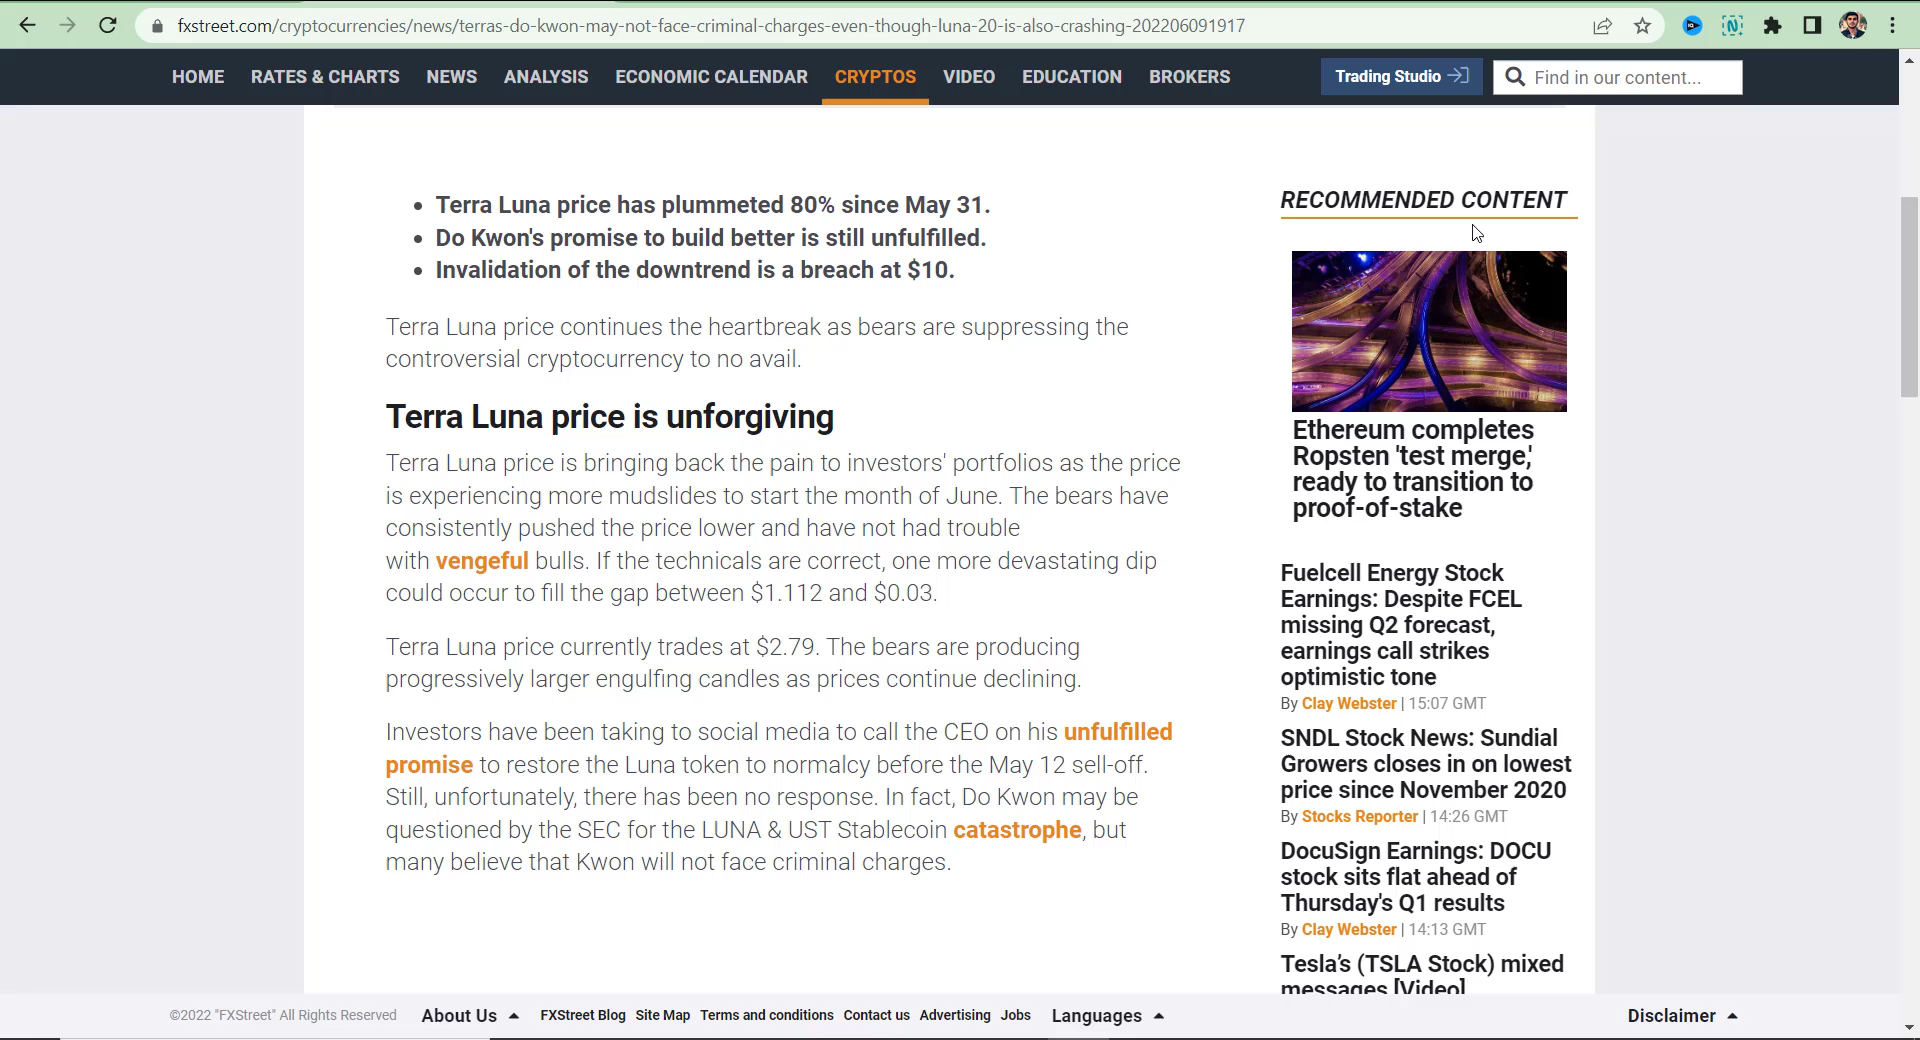 fxstreet.com/cryptocurrencies/news/terras-do-kwon-may-not-face-criminal-charges-even-though-luna-20-is-also-crashing-202206091917
HOME RATES & CHARTS NEWS ANALYSIS ECONOMIC CALENDAR CRYPTOS VIDEO EDUCATION BROKERS Trading Studio Find in our content...
• Terra Luna price has plummeted 80% since May 31.
• Do Kwon's promise to build better is still unfulfilled.
• Invalidation of the downtrend is a breach at $10.
Terra Luna price continues the heartbreak as bears are suppressing the
controversial cryptocurrency to no avail.
Terra Luna price is unforgiving
Terra Luna price is bringing back the pain to investors' portfolios as the price
is experiencing more mudslides to start the month of June. The bears have
consistently pushed the price lower and have not had trouble
with vengeful bulls. If the technicals are correct, one more devastating dip
could occur to fill the gap between $1.112 and $0.03.
Terra Luna price currently trades at $2.79. The bears are producing
progressively larger engulfing candles as prices continue declining.
Investors have been taking to social media to call the CEO on his unfulfilled
promise to restore the Luna token to normalcy before the May 12 sell-off.
Still, unfortunately, there has been no response. In fact, Do Kwon may be
questioned by the SEC for the LUNA & UST Stablecoin catastrophe, but
many believe that Kwon will not face criminal charges.
RECOMMENDED CONTENT
Ethereum completes
Ropsten 'test merge,'
ready to transition to
proof-of-stake
Fuelcell Energy Stock
Earnings: Despite FCEL
missing Q2 forecast,
earnings call strikes
optimistic tone
By Clay Webster | 15:07 GMT
SNDL Stock News: Sundial
Growers closes in on lowest
price since November 2020
By Stocks Reporter | 14:26 GMT
DocuSign Earnings: DOCU
stock sits flat ahead of
Thursday's Q1 results
By Clay Webster | 14:13 GMT
Tesla's (TSLA Stock) mixed
messages [Video]
©2022 "FXStreet" All Rights Reserved About Us FXStreet Blog Site Map Terms and conditions Contact us Advertising Jobs Languages Disclaimer